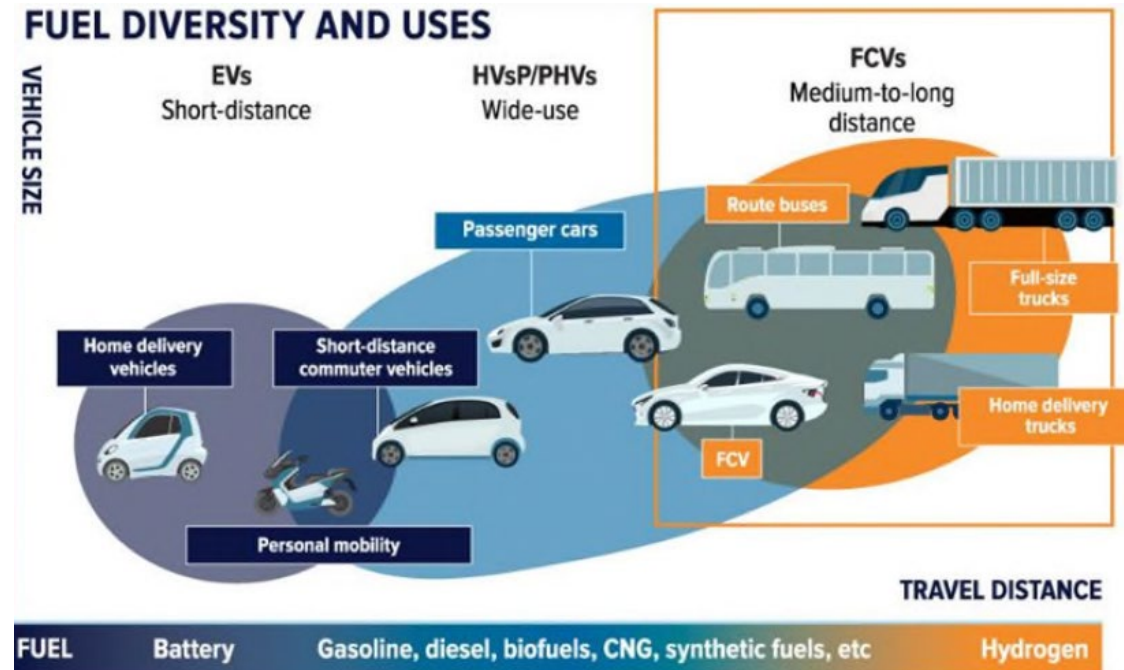 FUEL DIVERSITY AND USES
VEHICLE SIZE
EVs
Short-distance
HVsP/PHVs
Wide-use
FCVs
Medium-to-long
distance
Route buses
Passenger cars
Full-size
trucks
Home delivery
vehicles
Short-distance
commuter vehicles
Home delivery
trucks
FCV
Personal mobility
TRAVEL DISTANCE
FUEL
Battery
Gasoline, diesel, biofuels, CNG, synthetic fuels, etc
Hydrogen